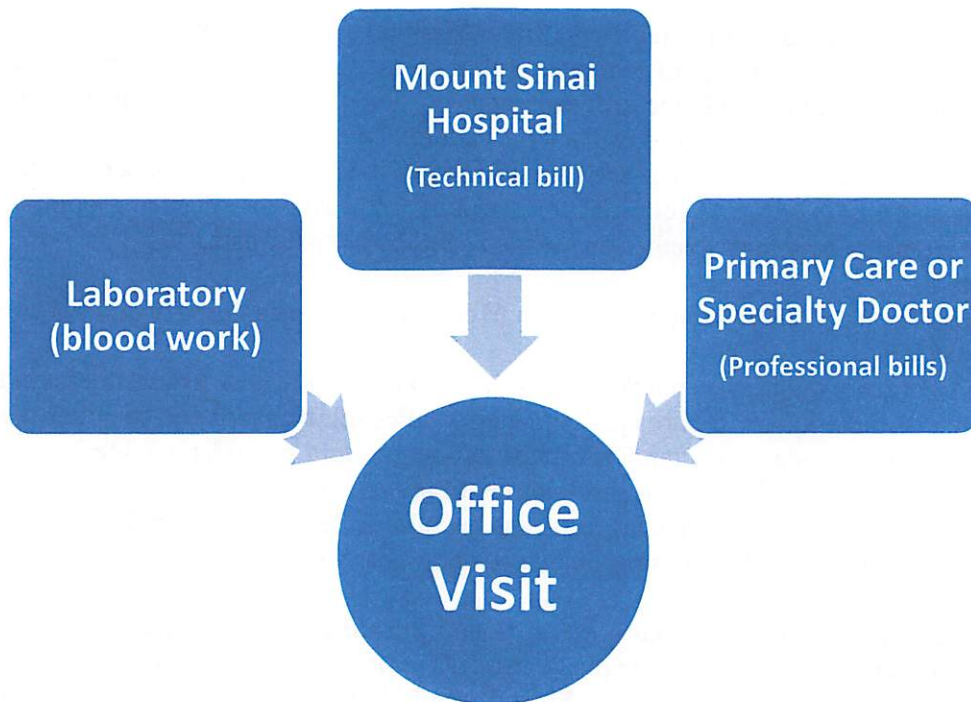 Mount Sinai
Hospital
(Technical bill)
Laboratory
(blood work)
Primary Care or
Specialty Doctor
(Professional bills)
Office
Visit